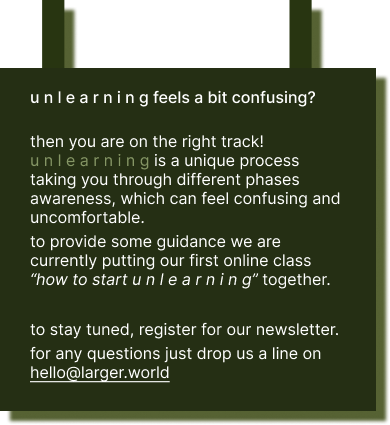 u n l e a r n i n g feels a bit confusing?
then you are on the right track!
u n l e a r n i n g is a unique process
taking you through different phases
awareness, which can feel confusing and
uncomfortable.
to provide some guidance we are
currently putting our first online class
“how to start u n l e a r n i n g” together.
to stay tuned, register for our newsletter.
for any questions just drop us a line on
hello@larger.world